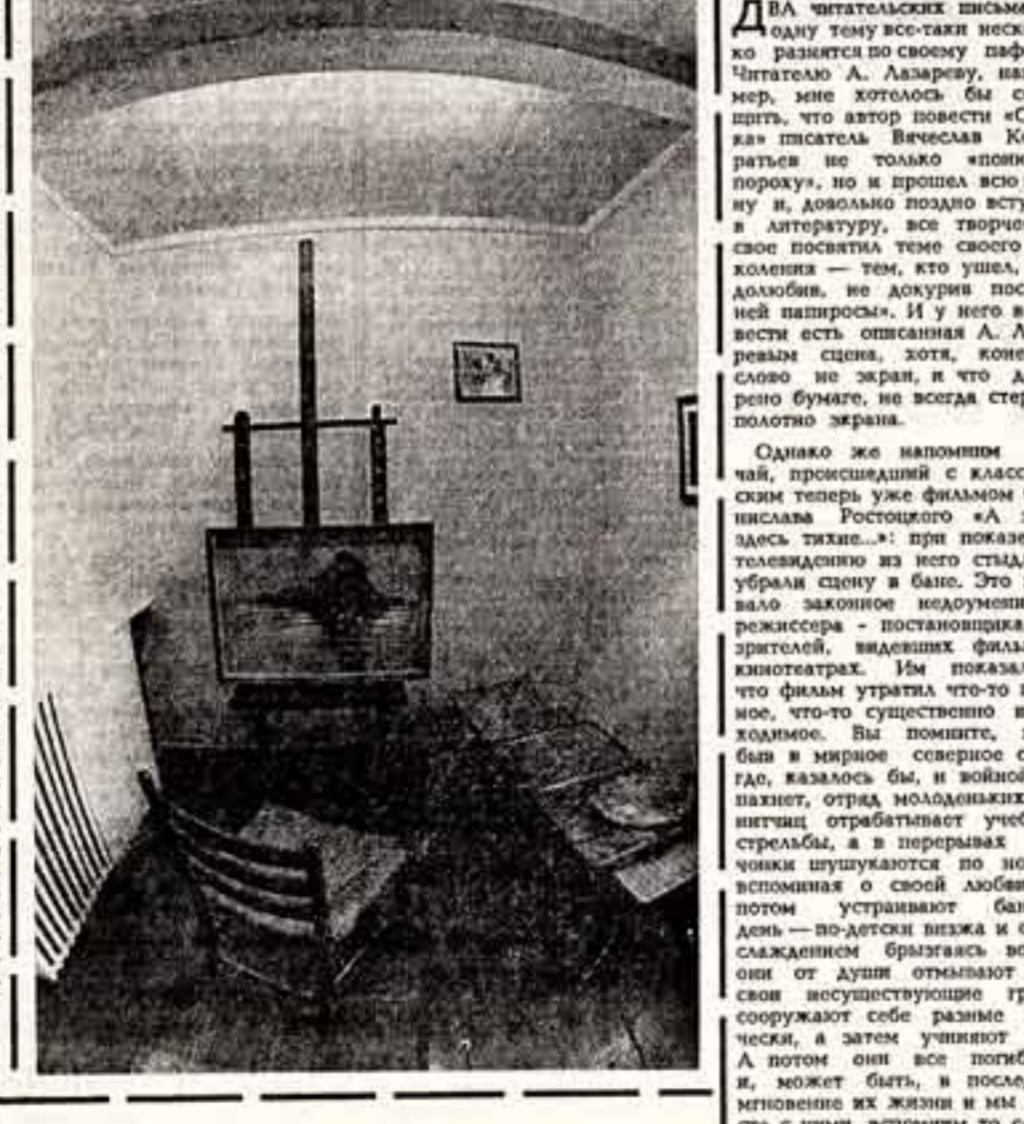 ДВА читательских письма
одну тему все-таки неск
ко разнятся по своему паф
Читателю А. Лазареву, на
мер, мне хотелось бы с
щить, что автор повести «С
ка» писатель Вячеслав К
ратьев не только «пон
пороху», но и прошел всю
ну и, довольно поздно всту
в литературу, все творче
свое посвятил теме своего
коления — тем, кто ушел,
долюбив, не докурив пос
ней папиросы». И у него в
вести есть описанная А. Л
ревым сцена, хотя, коне
слово не экран, и что д
рено бумаге, не всегда стер
полотно экрана.
Однако же напомним
чай, происшедший с класс
ским теперь уже фильмом
нислава Ростоцкого «А
здесь тихие...»: при показе
телевидению из него стыд
убрали сцену в бане. Это
вало законное недоумени
режиссера - постановщика
зрителей, видевших филь
кинотеатрах. Им показал
что фильм утратил что-то
ное, что-то существенно
ходимое. Вы помните,
быв в мирное северное с
где, казалось бы, и войной
пахнет, отряд молоденьких
нитчиц отрабатывает учеб
стрельбы, а в перерывах
чонки шушукаются по но
вспоминая о своей любви
потом устраивают бан
день — по-детски визжа и с
слаждением брызгаясь во
они от души отмывают
свои несуществующие гр
сооружают себе разные
чески, а затем учиняют
А потом они все погиб
и, может быть, в после
мгновение их жизни и мы